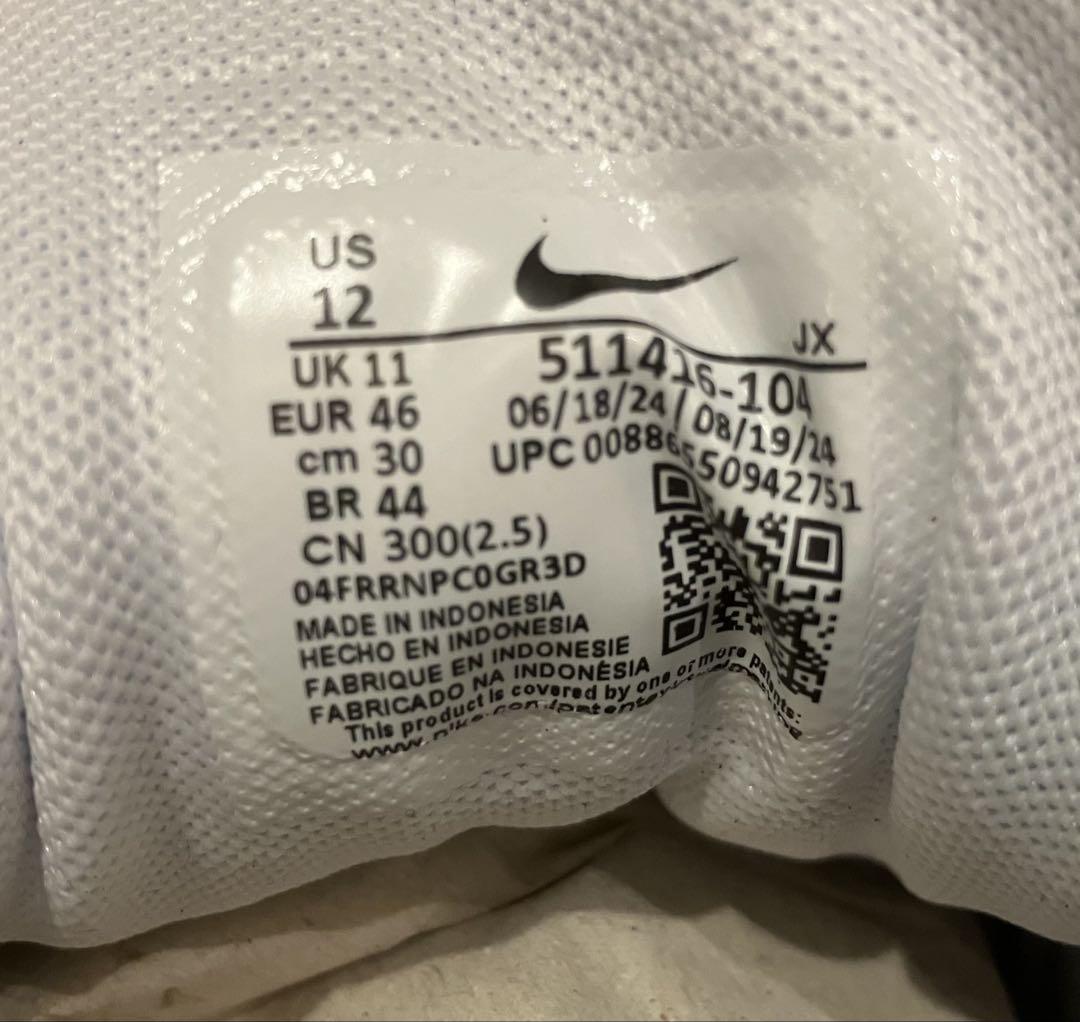 US
12
JX
UK 11
511416-104
EUR 46
06/18/24 / 08/19/24
cm 30
UPC 00886550942751
BR 44
CN 300(2.5)
04FRRNPC0GR3D
MADE IN INDONESIA
HECHO EN INDONESIA
FABRIQUE EN INDONESIE
FABRICADO NA INDONÉSIA
This product is covered by one or more patents: